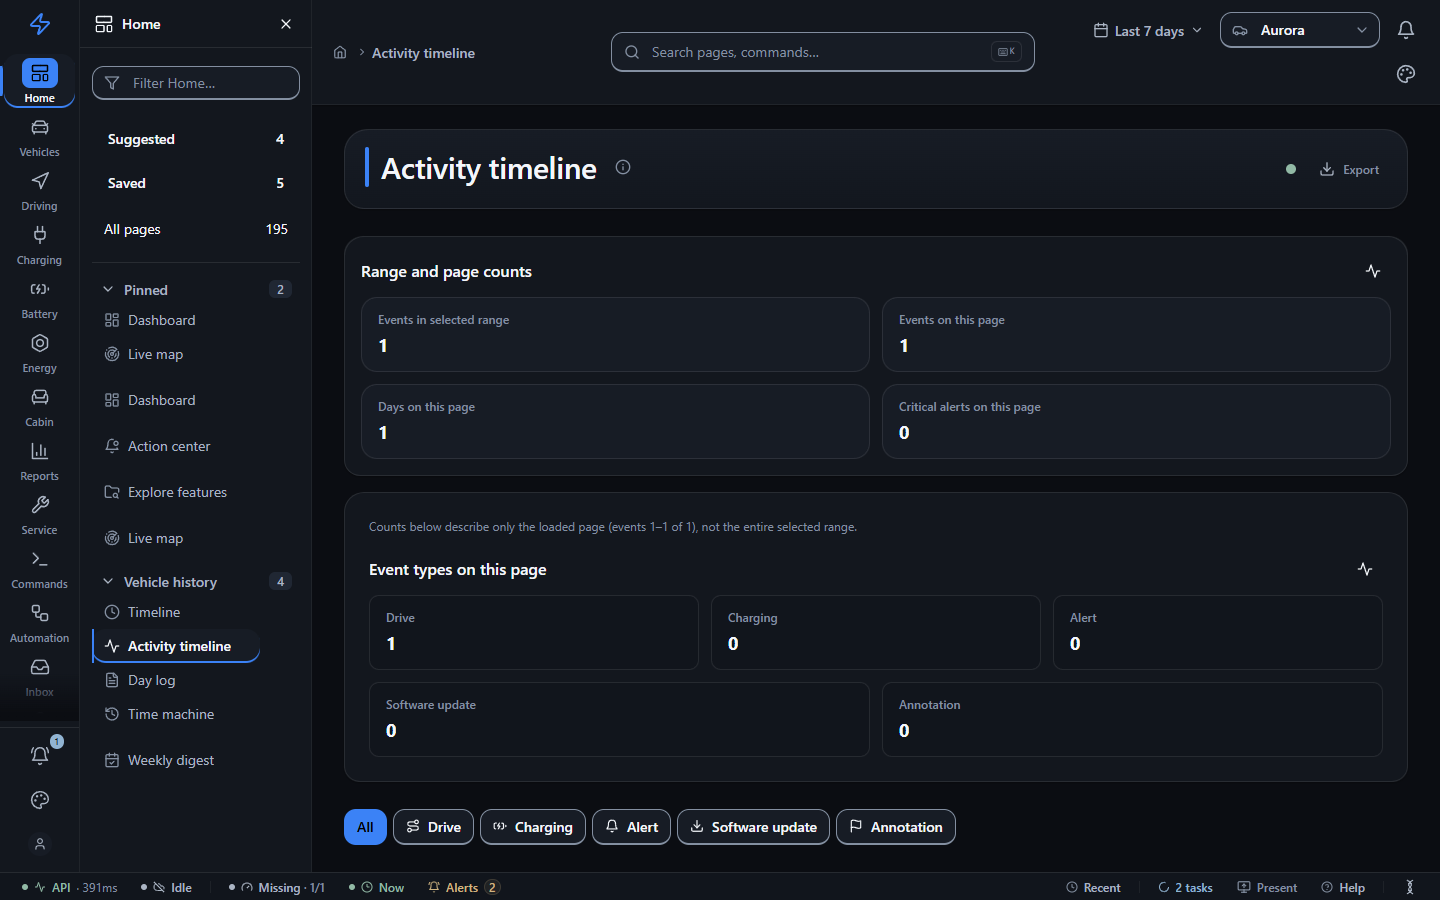 Home
Vehicles
Driving
Charging
Battery
Energy
Cabin
Reports
Service
Commands
Automation
Inbox
1
Home
Filter Home...
Suggested 4
Saved 5
All pages 195
Pinned 2
Dashboard
Live map
Dashboard
Action center
Explore features
Live map
Vehicle history 4
Timeline
Activity timeline
Day log
Time machine
Weekly digest
Activity timeline
Search pages, commands... K
Last 7 days
Aurora
Activity timeline
Export
Range and page counts
Events in selected range
1
Events on this page
1
Days on this page
1
Critical alerts on this page
0
Counts below describe only the loaded page (events 1–1 of 1), not the entire selected range.
Event types on this page
Drive
1
Charging
0
Alert
0
Software update
0
Annotation
0
All Drive Charging Alert Software update Annotation
API · 391ms Idle Missing · 1/1 Now Alerts 2 Recent 2 tasks Present Help